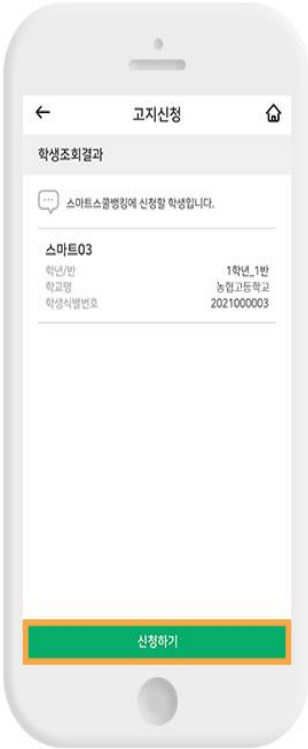 고지신청
학생조회결과
스마트스쿨뱅킹에 신청할 학생입니다.
스마트03
학년/반 1학년_1반
학교명 농협고등학교
학생식별번호 2021000003
신청하기